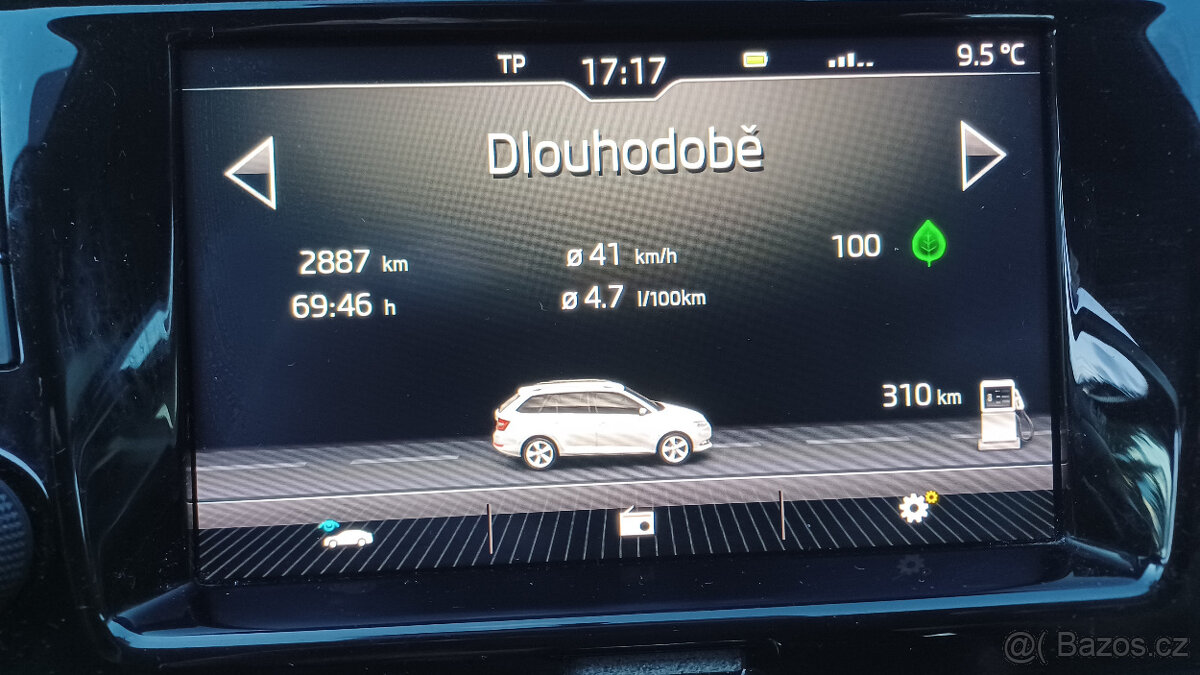 TP 17:17 9.5 °C
Dlouhodobě
2887 km ø 41 km/h 100
69:46 h ø 4.7 l/100km
310 km
@( Bazos.cz